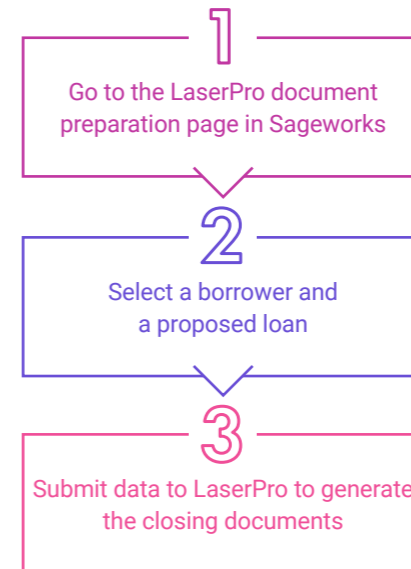 1
Go to the LaserPro document
preparation page in Sageworks
2
Select a borrower and
a proposed loan
3
Submit data to LaserPro to generate
the closing documents